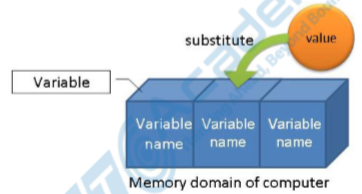 substitute
value
Variable
Variable name
Variable name
Variable name
Memory domain of computer